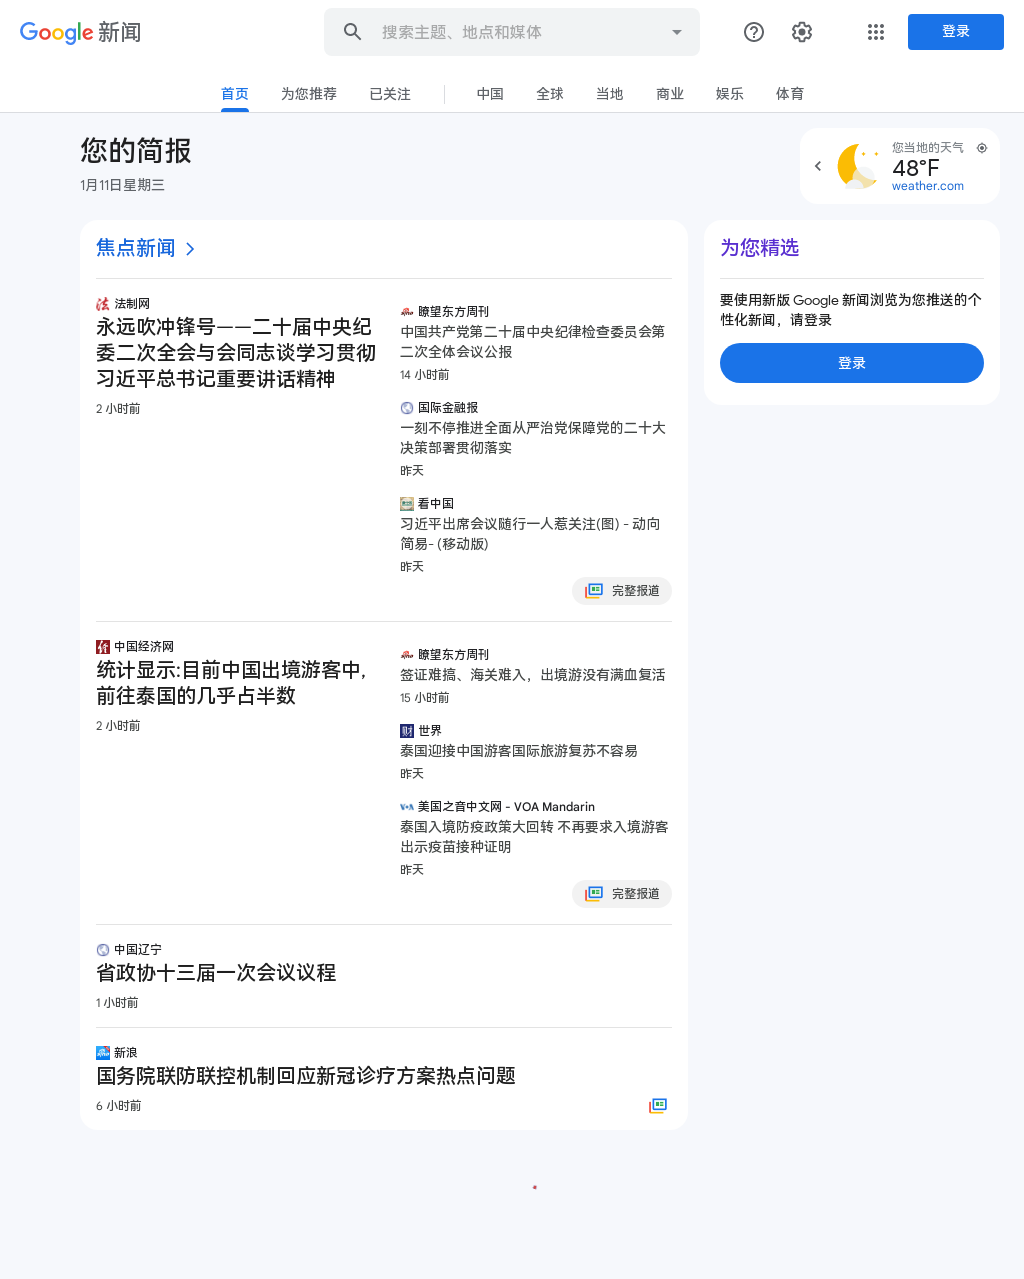 Google 新闻
搜索主题、地点和媒体
登录
首页
为您推荐
已关注
中国
全球
当地
商业
娱乐
体育
您的简报
1月11日星期三
您当地的天气
48°F
weather.com
焦点新闻
法制网
永远吹冲锋号——二十届中央纪
委二次全会与会同志谈学习贯彻
习近平总书记重要讲话精神
2 小时前
瞭望东方周刊
中国共产党第二十届中央纪律检查委员会第
二次全体会议公报
14 小时前
国际金融报
一刻不停推进全面从严治党保障党的二十大
决策部署贯彻落实
昨天
看中国
习近平出席会议随行一人惹关注(图) - 动向
简易- (移动版)
昨天
完整报道
中国经济网
统计显示:目前中国出境游客中,
前往泰国的几乎占半数
2 小时前
瞭望东方周刊
签证难搞、海关难入，出境游没有满血复活
15 小时前
世界
泰国迎接中国游客国际旅游复苏不容易
昨天
美国之音中文网 - VOA Mandarin
泰国入境防疫政策大回转 不再要求入境游客
出示疫苗接种证明
昨天
完整报道
中国辽宁
省政协十三届一次会议议程
1 小时前
新浪
国务院联防联控机制回应新冠诊疗方案热点问题
6 小时前
为您精选
要使用新版 Google 新闻浏览为您推送的个
性化新闻，请登录
登录